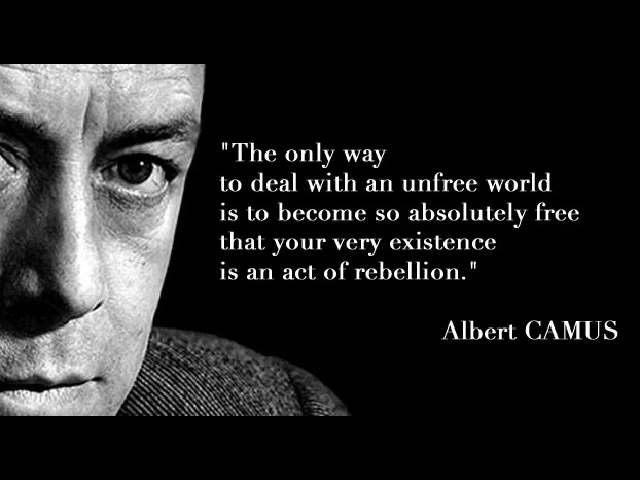 "The only way
to deal with an unfree world
is to become so absolutely free
that your very existence
is an act of rebellion."
Albert CAMUS